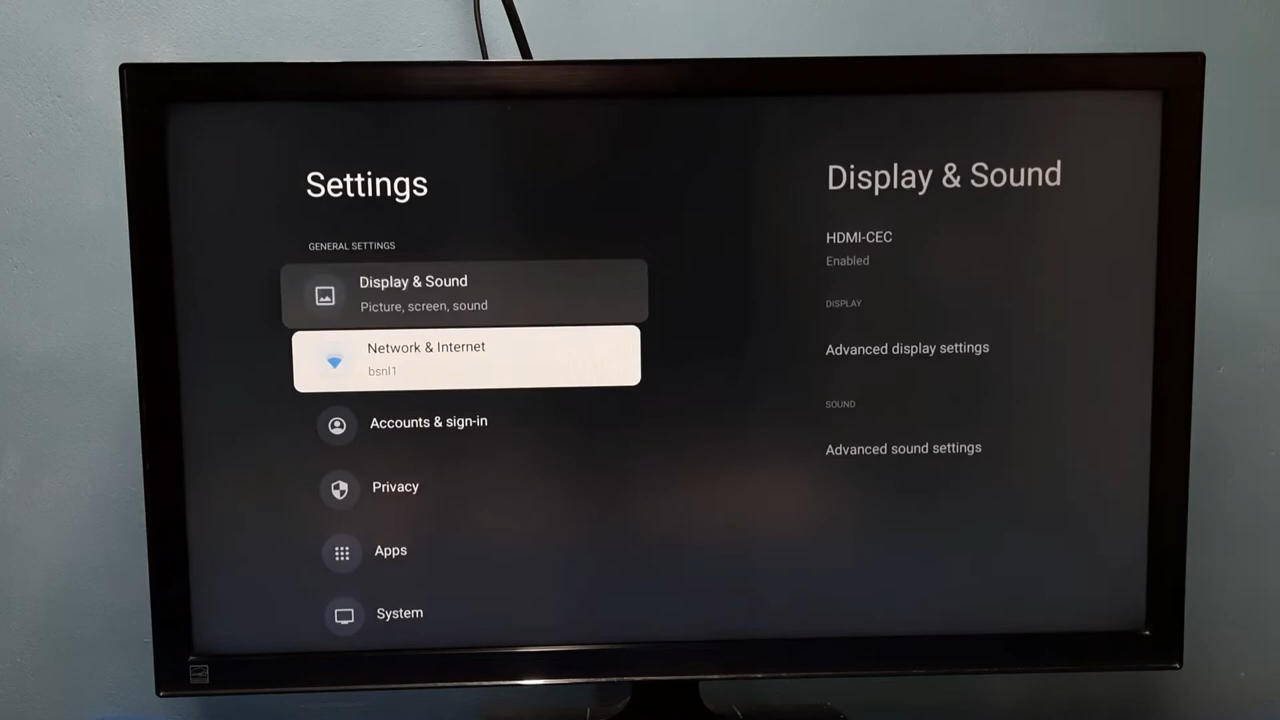 Settings
GENERAL SETTINGS
Display & Sound
Picture, screen, sound
Network & Internet
bsnl1
Accounts & sign-in
Privacy
Apps
System
Display & Sound
HDMI-CEC
Enabled
DISPLAY
Advanced display settings
SOUND
Advanced sound settings